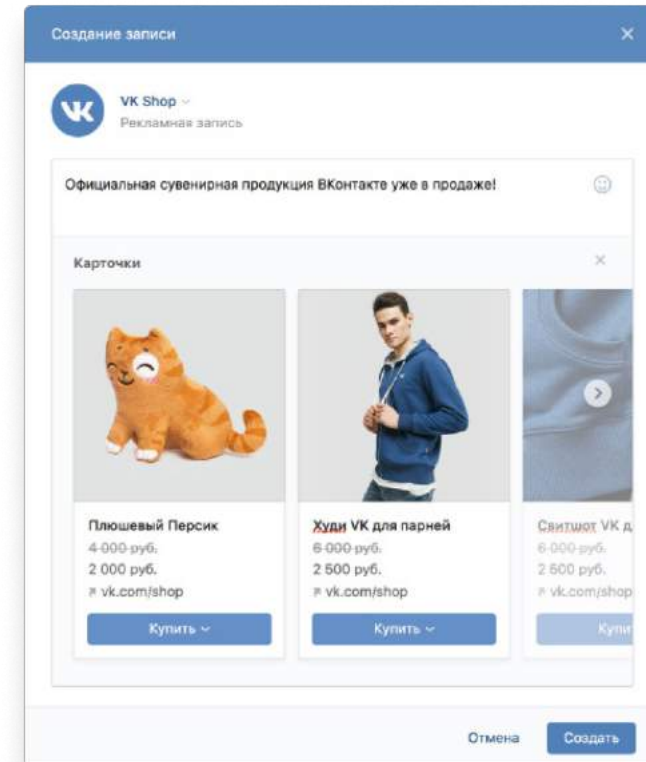 Создание записи
VK Shop
Рекламная запись
Официальная сувенирная продукция ВКонтакте уже в продаже!
Карточки
Плюшевый Персик
4 000 руб.
2 000 руб.
vk.com/shop
Купить
Худи VK для парней
6 000 руб.
2 500 руб.
vk.com/shop
Купить
Свитшот VK д
6 000 руб.
2 500 руб.
vk.com/shop
Купит
Отмена
Создать